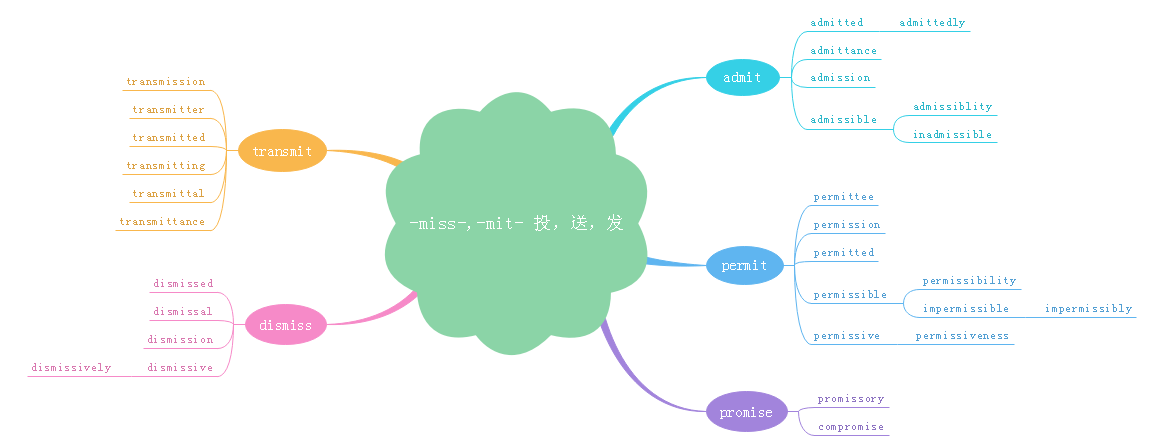 -miss-,-mit- 投，送，发
admit
admitted
admittedly
admittance
admission
admissible
admissiblity
inadmissible
permit
permittee
permission
permitted
permissible
permissibility
impermissible
impermissibly
permissive
permissiveness
promise
promissory
compromise
transmit
transmission
transmitter
transmitted
transmitting
transmittal
transmittance
dismiss
dismissed
dismissal
dismission
dismissive
dismissively